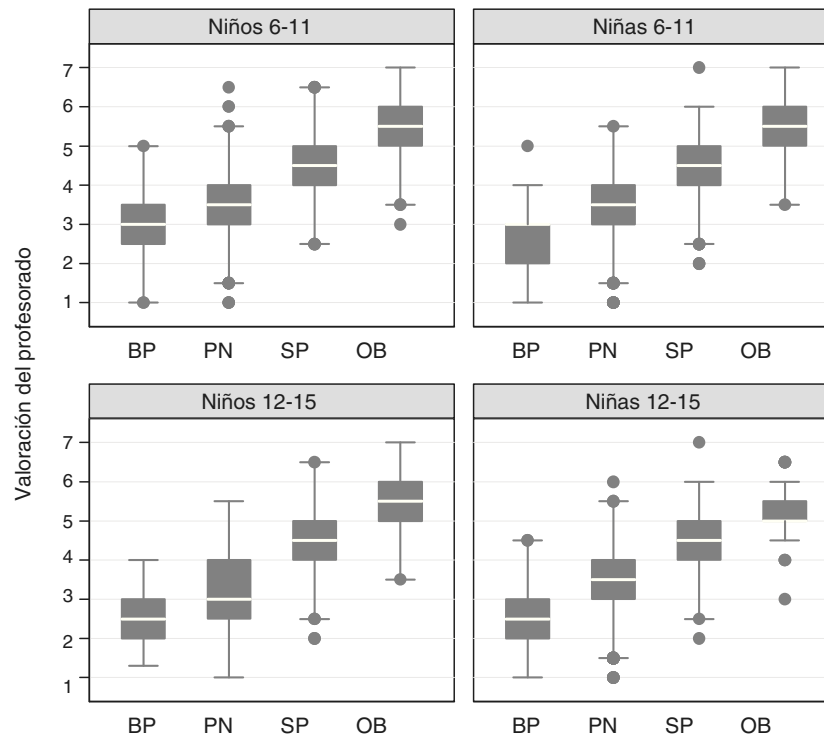 Valoración del profesorado
Niños 6-11
7
6
5
4
3
2
1
BP PN SP OB
Niñas 6-11
BP PN SP OB
Niños 12-15
7
6
5
4
3
2
1
BP PN SP OB
Niñas 12-15
BP PN SP OB